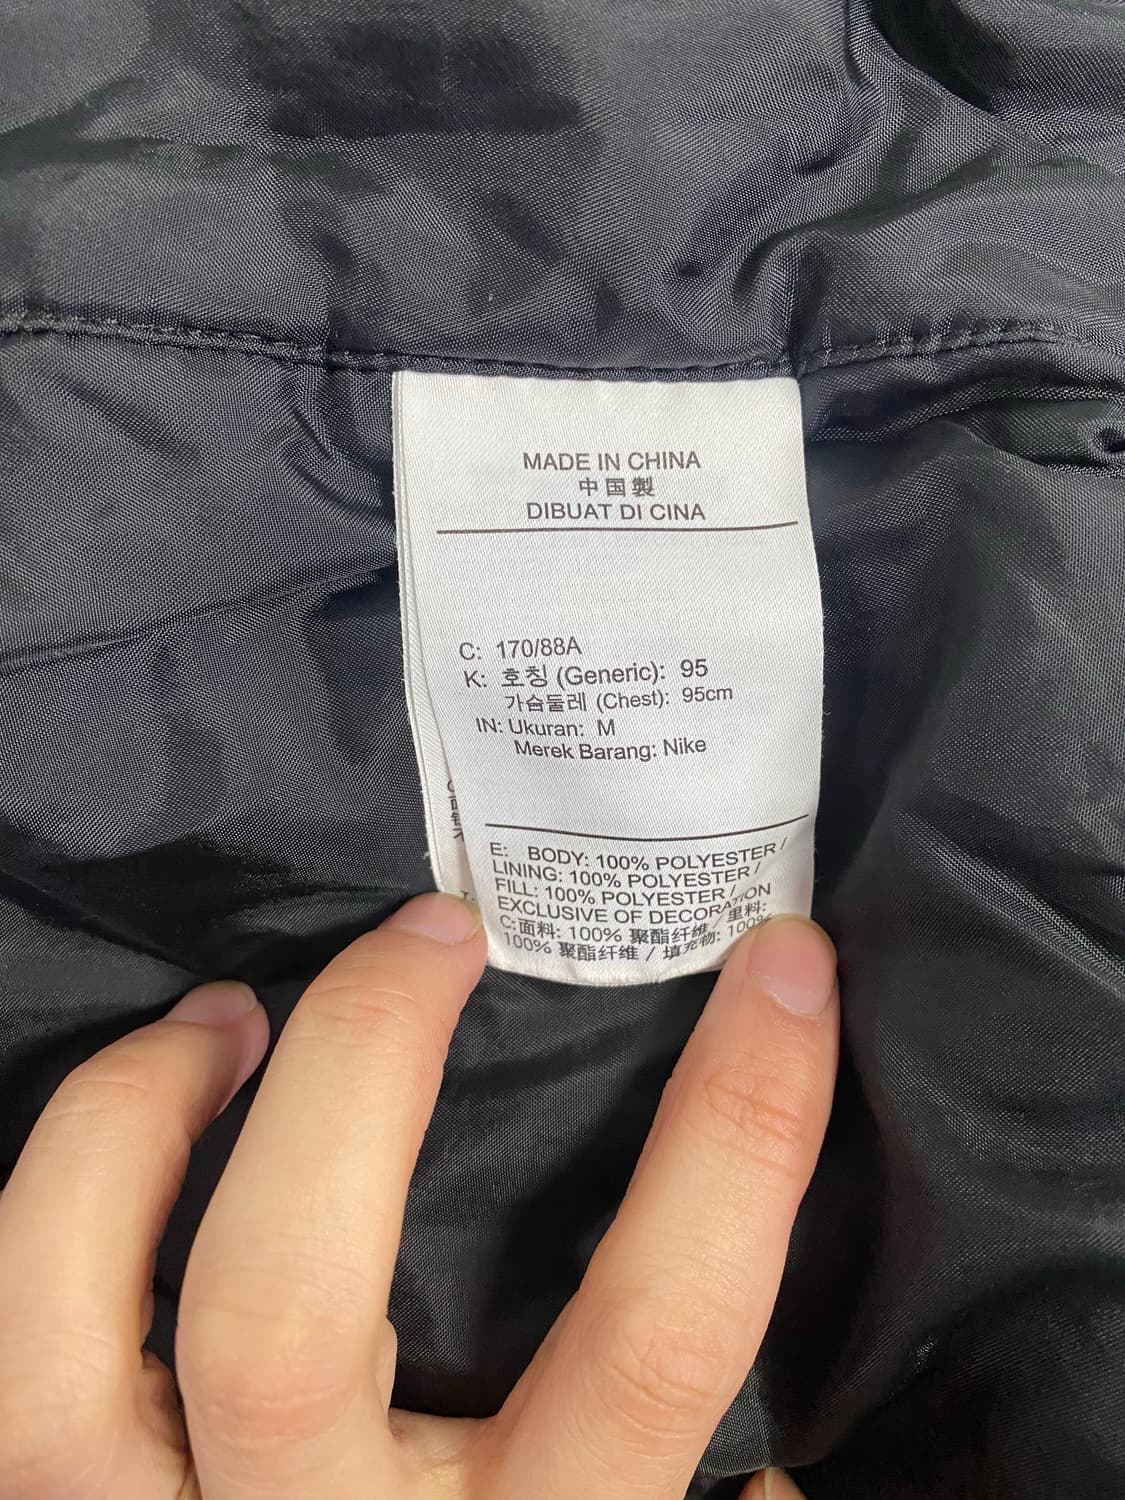 MADE IN CHINA
中国製
DIBUAT DI CINA
C: 170/88A
K: 호칭 (Generic): 95
가슴둘레 (Chest): 95cm
IN: Ukuran: M
Merek Barang: Nike
E: BODY: 100% POLYESTER /
LINING: 100% POLYESTER /
FILL: 100% POLYESTER /
EXCLUSIVE OF DECORATION
C:面料: 100% 聚酯纤维 / 里料:
100% 聚酯纤维 / 填充物: 100%